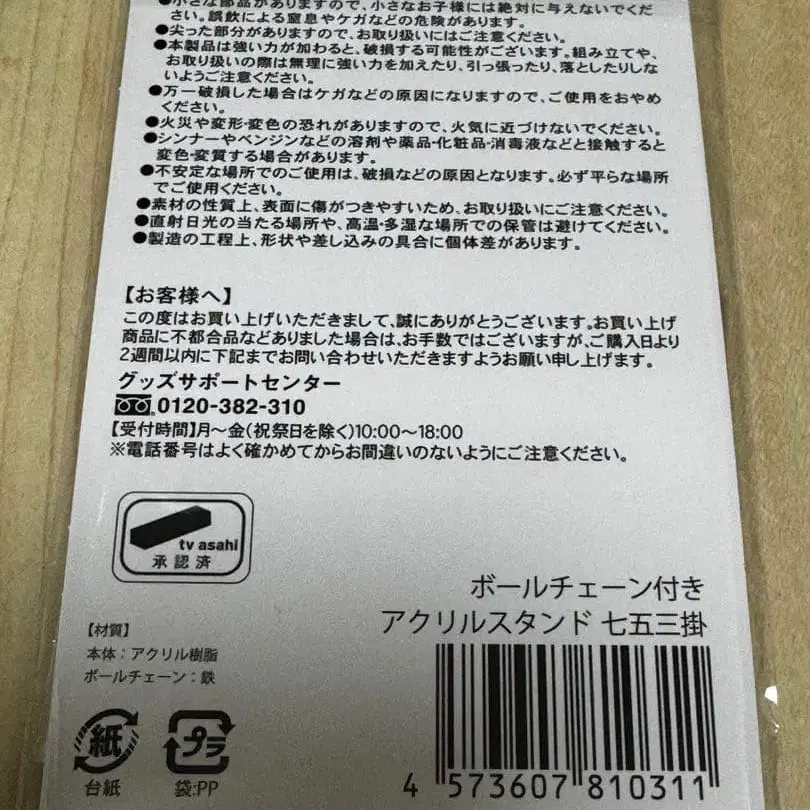 ●小さな部品がありますので、小さなお子様には絶対に与えないでくだ
さい。誤飲による窒息やケガなどの危険があります。
●尖った部分がありますので、お取り扱いにはご注意ください。
●本製品は強い力が加わると、破損する可能性がございます。組み立てや、
お取り扱いの際は無理に強い力を加えたり、引っ張ったり、落としたりしな
いようご注意ください。
●万一破損した場合はケガなどの原因になりますので、ご使用をおやめ
ください。
●火災や変形・変色の恐れがありますので、火気に近づけないでください。
●シンナーやベンジンなどの溶剤や薬品・化粧品・消毒液などと接触すると
変色・変質する場合があります。
●不安定な場所でのご使用は、破損などの原因となります。必ず平らな場所
でご使用ください。
●素材の性質上、表面に傷がつきやすいため、お取り扱いにご注意ください。
●直射日光の当たる場所や、高温・多湿な場所での保管は避けてください。
●製造の工程上、形状や差し込みの具合に個体差があります。
【お客様へ】
この度はお買い上げいただきまして、誠にありがとうございます。お買い上げ
商品に不都合品などありました場合は、お手数ではございますが、ご購入日より
2週間以内に下記までお問い合わせいただきますようお願い申し上げます。
グッズサポートセンター
0120-382-310
【受付時間】月〜金(祝祭日を除く)10:00〜18:00
※電話番号はよく確かめてからお間違いのないようにご注意ください。
tv asahi
承認済
ボールチェーン付き
アクリルスタンド 七五三掛
【材質】
本体：アクリル樹脂
ボールチェーン：鉄
紙
台紙
プラ
袋:PP
4 573607 810311